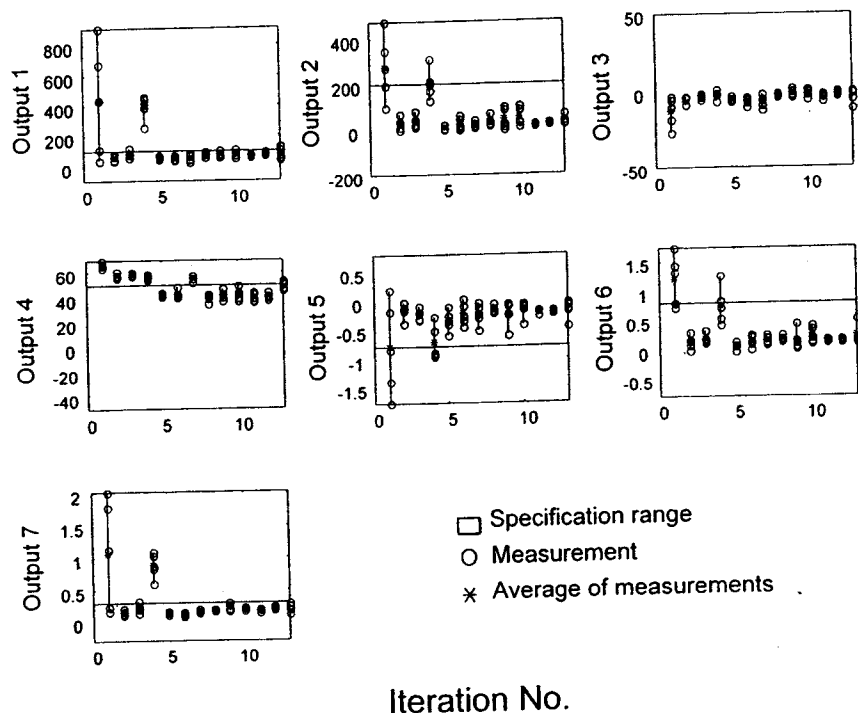 Output 1
800
600
400
200
0
0 5 10
Output 2
400
200
0
-200
0 5 10
Output 3
50
0
-50
0 5 10
Output 4
60
40
20
0
-20
-40
0 5 10
Output 5
0.5
0
-0.5
-1
-1.5
0 5 10
Output 6
1.5
1
0.5
0
-0.5
0 5 10
Output 7
2
1.5
1
0.5
0
0 5 10
Specification range
Measurement
Average of measurements
Iteration No.